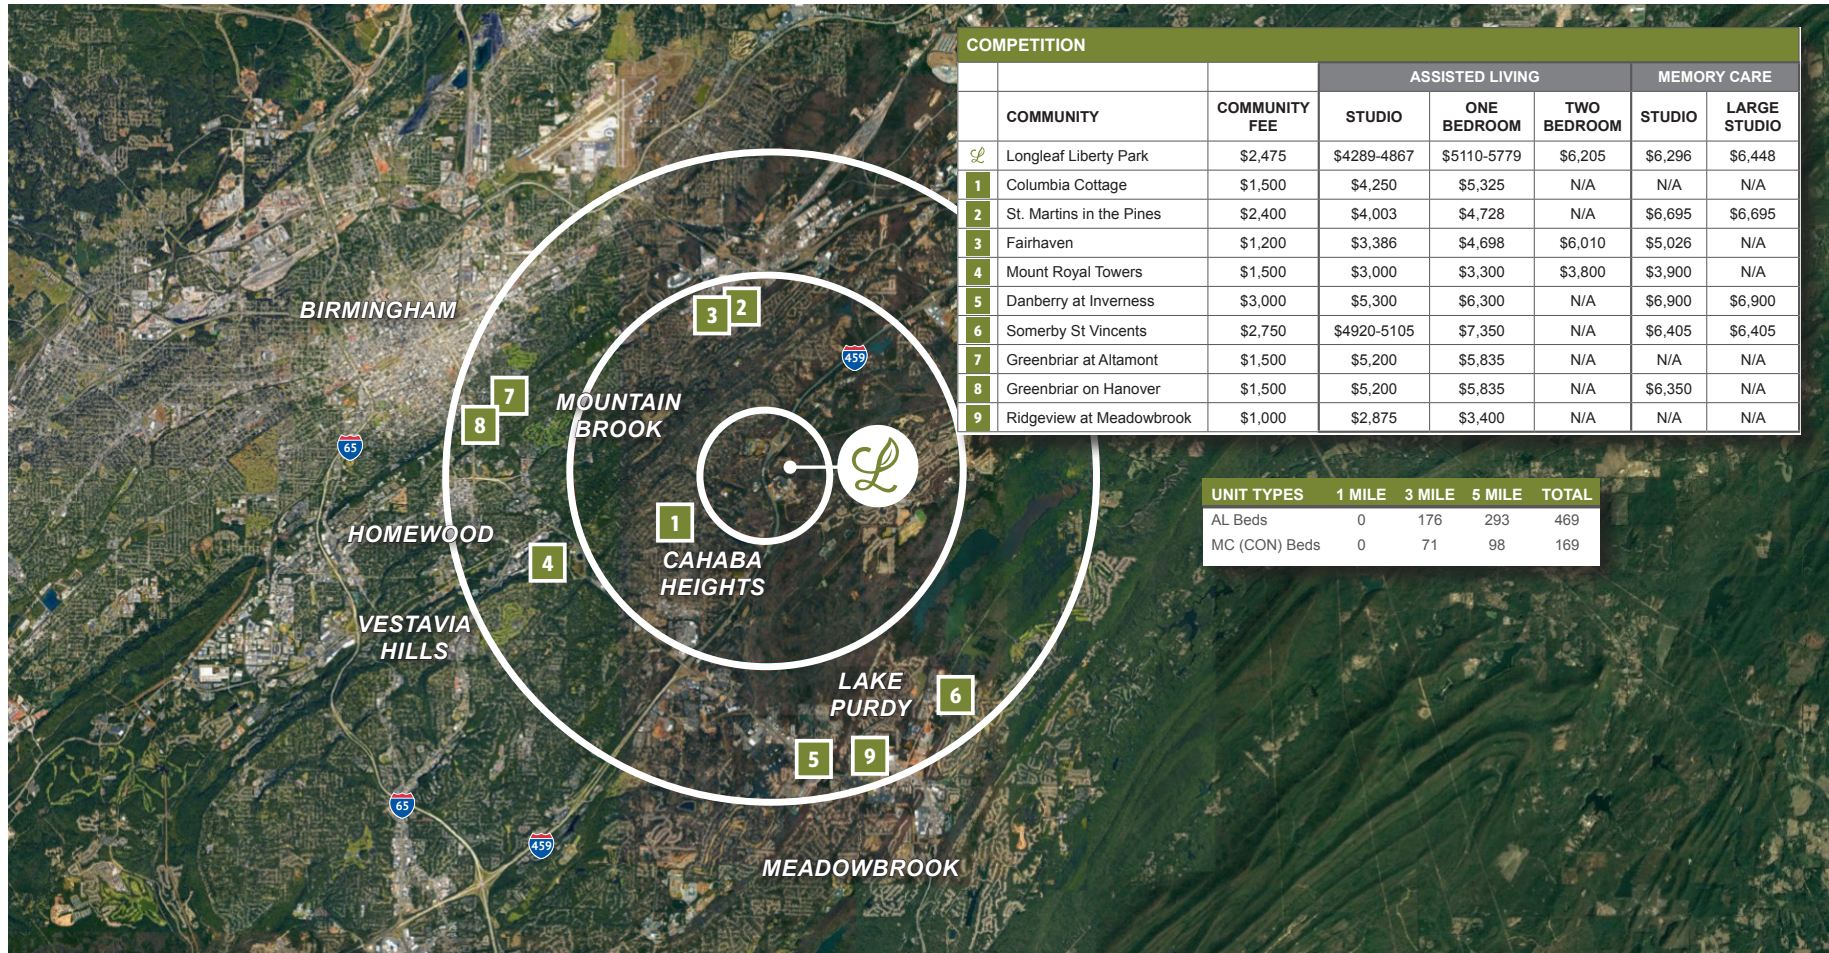 COMPETITION
ASSISTED LIVING MEMORY CARE
COMMUNITY COMMUNITY FEE STUDIO ONE BEDROOM TWO BEDROOM STUDIO LARGE STUDIO
L Longleaf Liberty Park $2,475 $4289-4867 $5110-5779 $6,205 $6,296 $6,448
1 Columbia Cottage $1,500 $4,250 $5,325 N/A N/A N/A
2 St. Martins in the Pines $2,400 $4,003 $4,728 N/A $6,695 $6,695
3 Fairhaven $1,200 $3,386 $4,698 $6,010 $5,026 N/A
4 Mount Royal Towers $1,500 $3,000 $3,300 $3,800 $3,900 N/A
5 Danberry at Inverness $3,000 $5,300 $6,300 N/A $6,900 $6,900
6 Somerby St Vincents $2,750 $4920-5105 $7,350 N/A $6,405 $6,405
7 Greenbriar at Altamont $1,500 $5,200 $5,835 N/A N/A N/A
8 Greenbriar on Hanover $1,500 $5,200 $5,835 N/A $6,350 N/A
9 Ridgeview at Meadowbrook $1,000 $2,875 $3,400 N/A N/A N/A
UNIT TYPES 1 MILE 3 MILE 5 MILE TOTAL
AL Beds 0 176 293 469
MC (CON) Beds 0 71 98 169
BIRMINGHAM
3 2
459
7
MOUNTAIN
BROOK
8
65
L
1
HOMEWOOD
4
CAHABA
HEIGHTS
VESTAVIA
HILLS
LAKE
PURDY
6
5 9
65
459
MEADOWBROOK